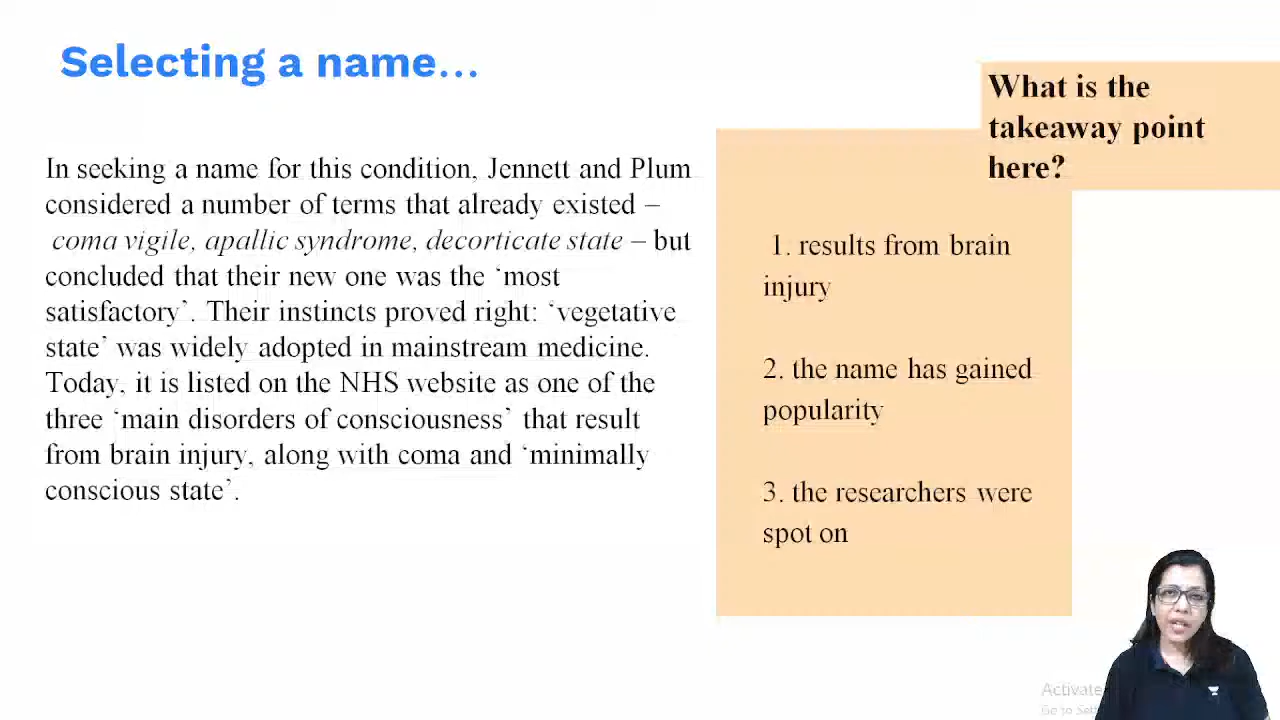 Selecting a name...
In seeking a name for this condition, Jennett and Plum
considered a number of terms that already existed –
coma vigile, apallic syndrome, decorticate state – but
concluded that their new one was the ‘most
satisfactory’. Their instincts proved right: ‘vegetative
state’ was widely adopted in mainstream medicine.
Today, it is listed on the NHS website as one of the
three ‘main disorders of consciousness’ that result
from brain injury, along with coma and ‘minimally
conscious state’.
What is the
takeaway point
here?
1. results from brain
injury
2. the name has gained
popularity
3. the researchers were
spot on
Activate
Go to Set